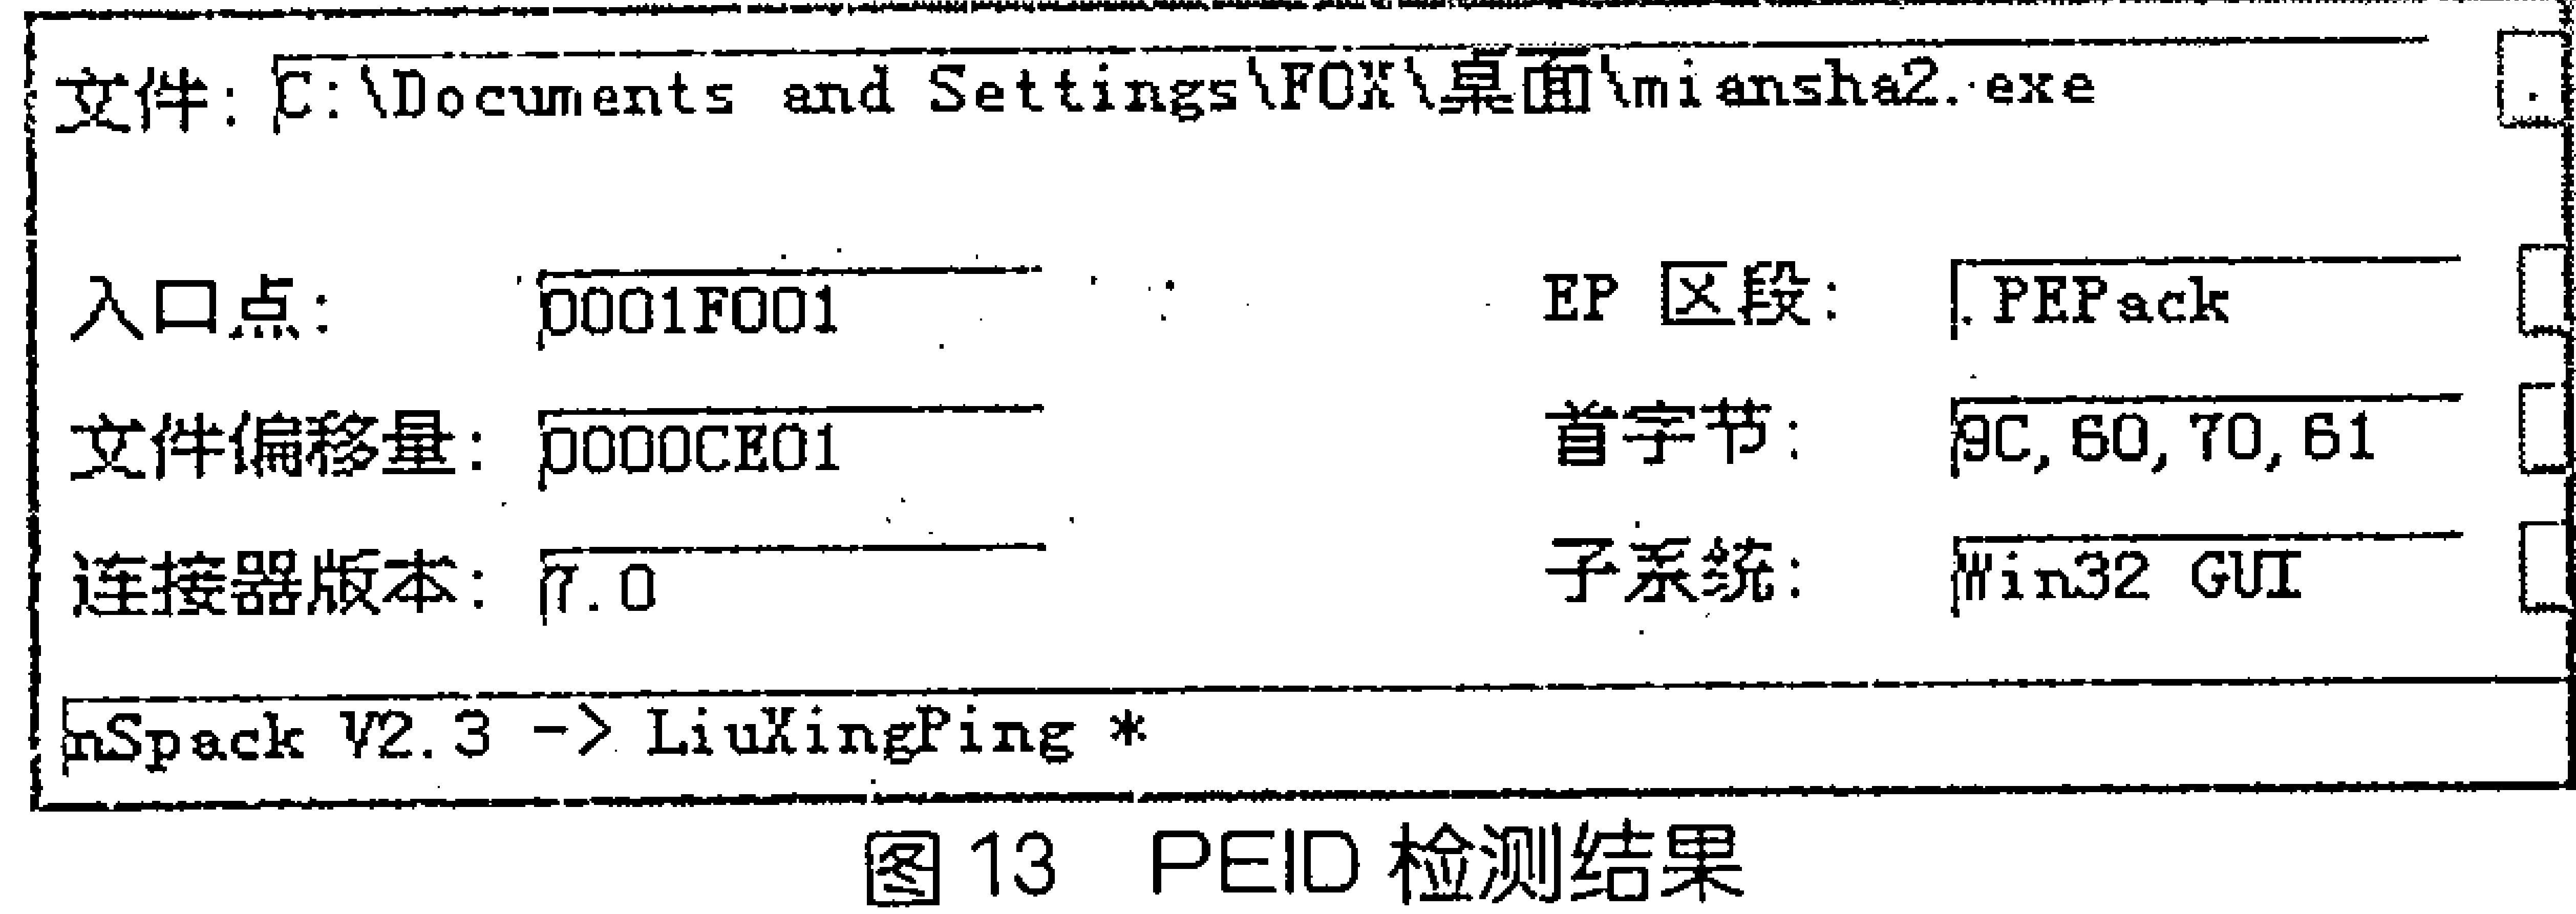 文件: C:\Documents and Settings\FOX\桌面\miansha2.exe
入口点: 0001F001 EP 区段: .PEPack
文件偏移量: 0000CE01 首字节: 9C,60,70,61
连接器版本: 7.0 子系统: Win32 GUI
nSpack V2.3 -> LiuXingPing *
图 13 PEID 检测结果